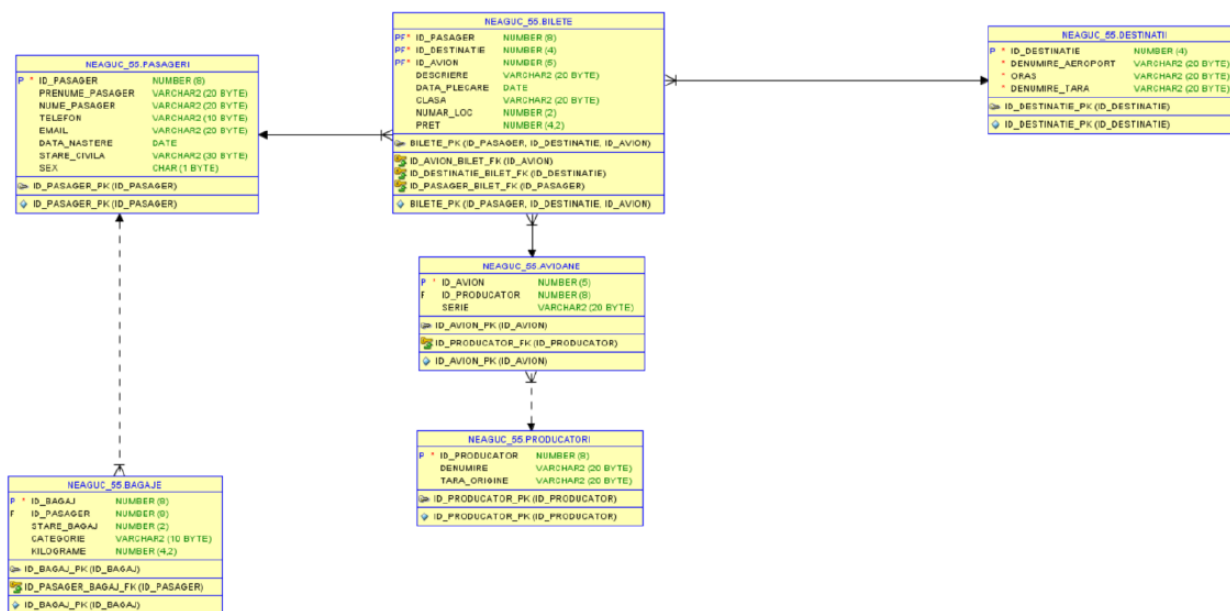 NEAGUC_55.BILETE
PF* ID_PASAGER NUMBER (8)
PF* ID_DESTINATIE NUMBER (4)
PF* ID_AVION NUMBER (5)
DESCRIERE VARCHAR2 (20 BYTE)
DATA_PLECARE DATE
CLASA VARCHAR2 (20 BYTE)
NUMAR_LOC NUMBER (2)
PRET NUMBER (4,2)
BILETE_PK (ID_PASAGER, ID_DESTINATIE, ID_AVION)
ID_AVION_BILET_FK (ID_AVION)
ID_DESTINATIE_BILET_FK (ID_DESTINATIE)
ID_PASAGER_BILET_FK (ID_PASAGER)
BILETE_PK (ID_PASAGER, ID_DESTINATIE, ID_AVION)
NEAGUC_55.DESTINATII
P * ID_DESTINATIE NUMBER (4)
* DENUMIRE_AEROPORT VARCHAR2 (20 BYTE)
* ORAS VARCHAR2 (20 BYTE)
* DENUMIRE_TARA VARCHAR2 (20 BYTE)
ID_DESTINATIE_PK (ID_DESTINATIE)
ID_DESTINATIE_PK (ID_DESTINATIE)
NEAGUC_55.PASAGERI
P * ID_PASAGER NUMBER (8)
PRENUME_PASAGER VARCHAR2 (20 BYTE)
NUME_PASAGER VARCHAR2 (20 BYTE)
TELEFON VARCHAR2 (10 BYTE)
EMAIL VARCHAR2 (20 BYTE)
DATA_NASTERE DATE
STARE_CIVILA VARCHAR2 (30 BYTE)
SEX CHAR (1 BYTE)
ID_PASAGER_PK (ID_PASAGER)
ID_PASAGER_PK (ID_PASAGER)
NEAGUC_55.AVIOANE
P * ID_AVION NUMBER (5)
F ID_PRODUCATOR NUMBER (8)
SERIE VARCHAR2 (20 BYTE)
ID_AVION_PK (ID_AVION)
ID_PRODUCATOR_FK (ID_PRODUCATOR)
ID_AVION_PK (ID_AVION)
NEAGUC_55.PRODUCATORI
P * ID_PRODUCATOR NUMBER (8)
DENUMIRE VARCHAR2 (20 BYTE)
TARA_ORIGINE VARCHAR2 (20 BYTE)
ID_PRODUCATOR_PK (ID_PRODUCATOR)
ID_PRODUCATOR_PK (ID_PRODUCATOR)
NEAGUC_55.BAGAJE
P * ID_BAGAJ NUMBER (8)
F ID_PASAGER NUMBER (8)
STARE_BAGAJ NUMBER (2)
CATEGORIE VARCHAR2 (10 BYTE)
KILOGRAME NUMBER (4,2)
ID_BAGAJ_PK (ID_BAGAJ)
ID_PASAGER_BAGAJ_FK (ID_PASAGER)
ID_BAGAJ_PK (ID_BAGAJ)